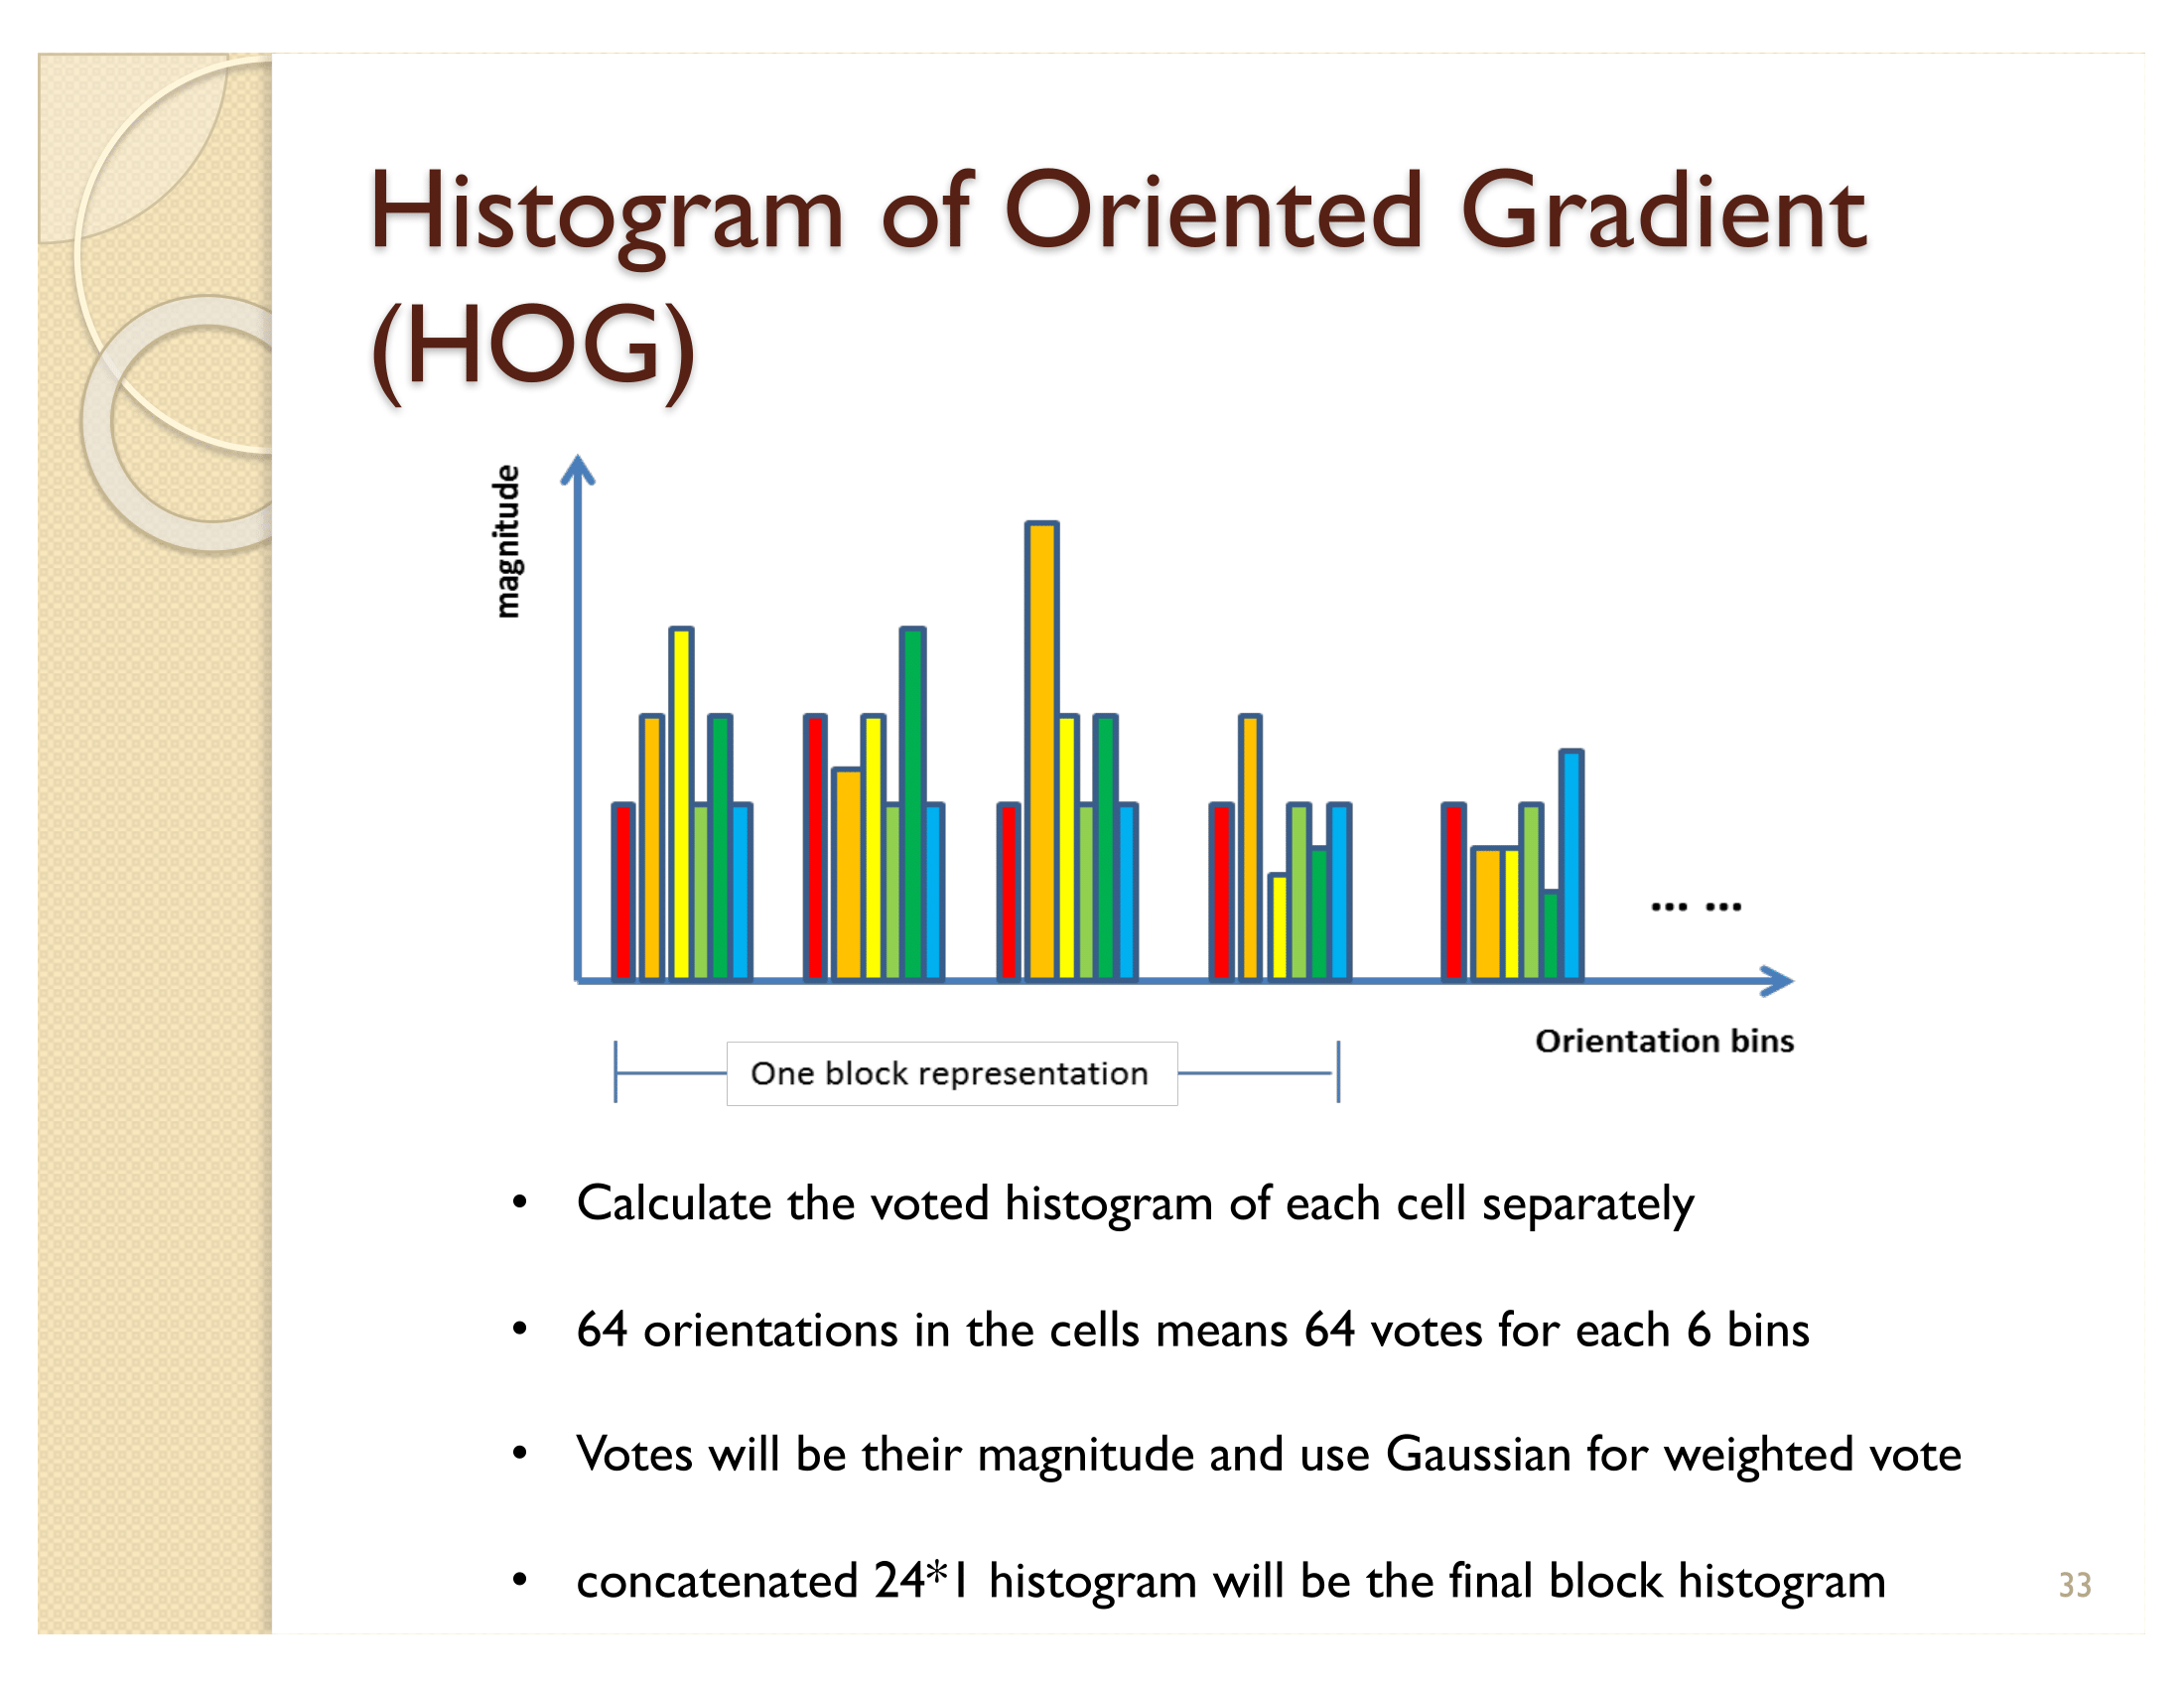 Histogram of Oriented Gradient
(HOG)
magnitude
... ...
Orientation bins
One block representation
• Calculate the voted histogram of each cell separately
• 64 orientations in the cells means 64 votes for each 6 bins
• Votes will be their magnitude and use Gaussian for weighted vote
• concatenated 24*1 histogram will be the final block histogram
33